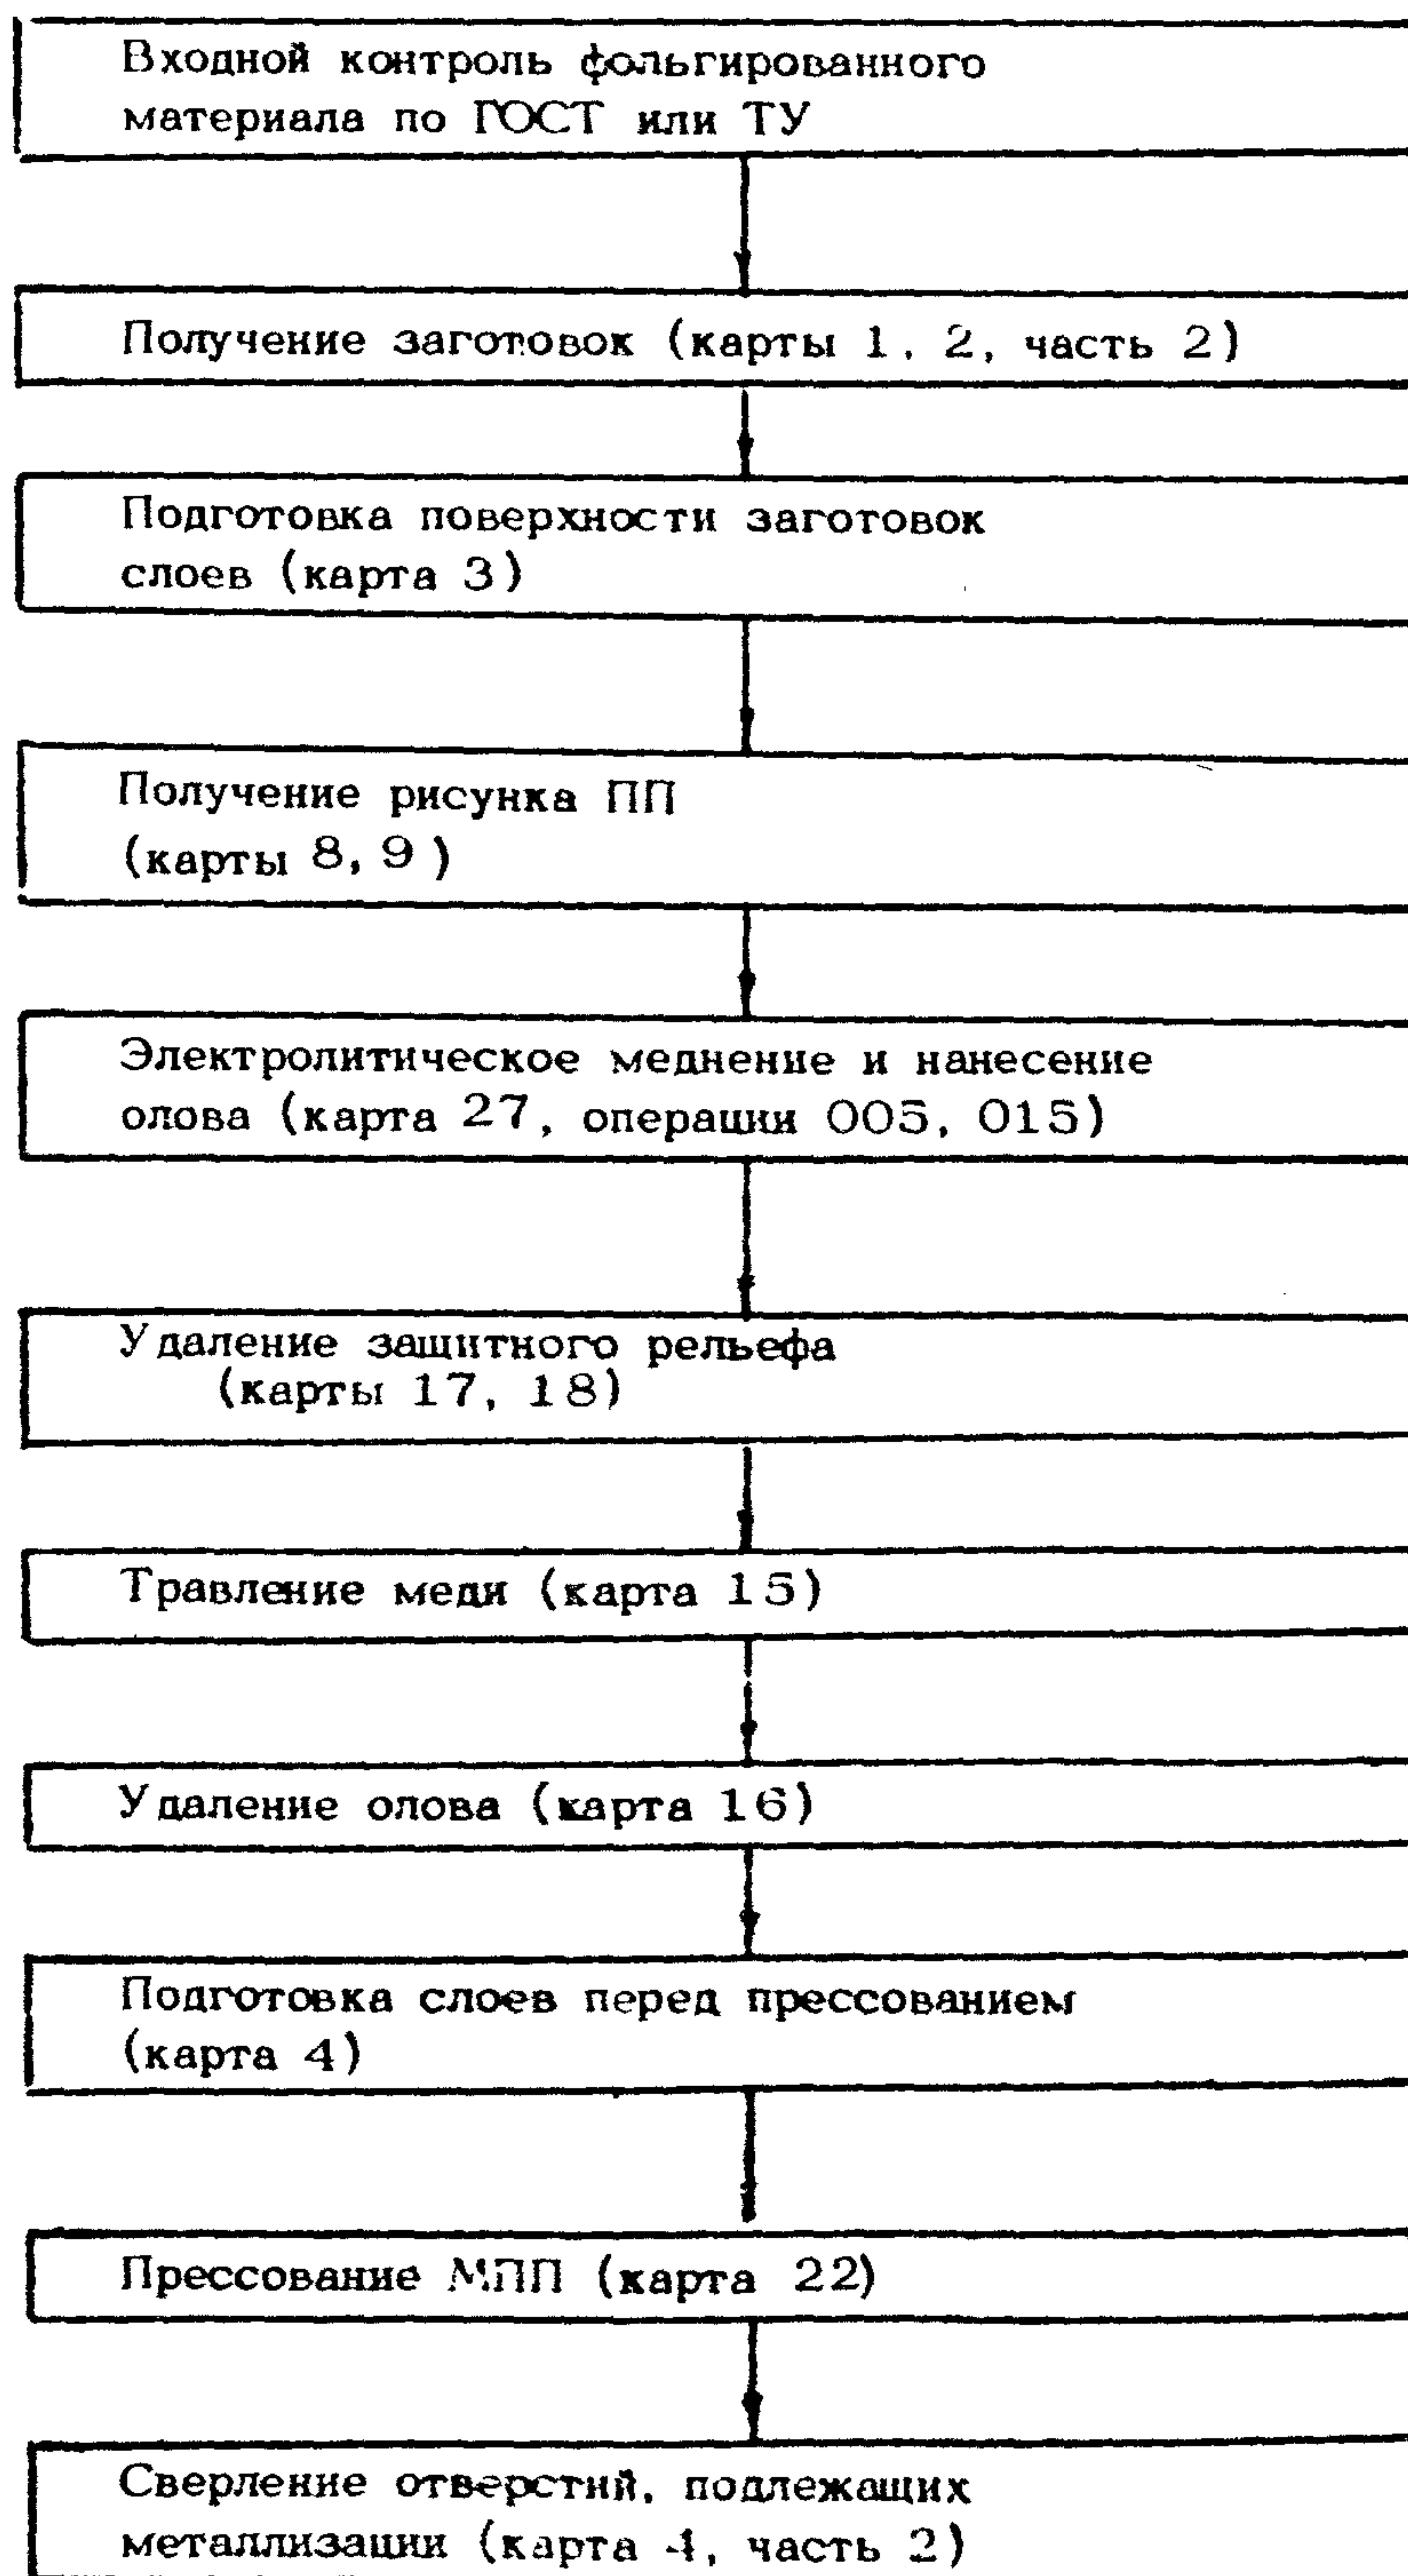 Входной контроль фольгированного
материала по ГОСТ или ТУ
Получение заготовок (карты 1, 2, часть 2)
Подготовка поверхности заготовок
слоев (карта 3)
Получение рисунка ПП
(карты 8, 9 )
Электролитическое меднение и нанесение
олова (карта 27, операции 005, 015)
Удаление защитного рельефа
(карты 17, 18)
Травление меди (карта 15)
Удаление олова (карта 16)
Подготовка слоев перед прессованием
(карта 4)
Прессование МПП (карта 22)
Сверление отверстий, подлежащих
металлизации (карта 4, часть 2)